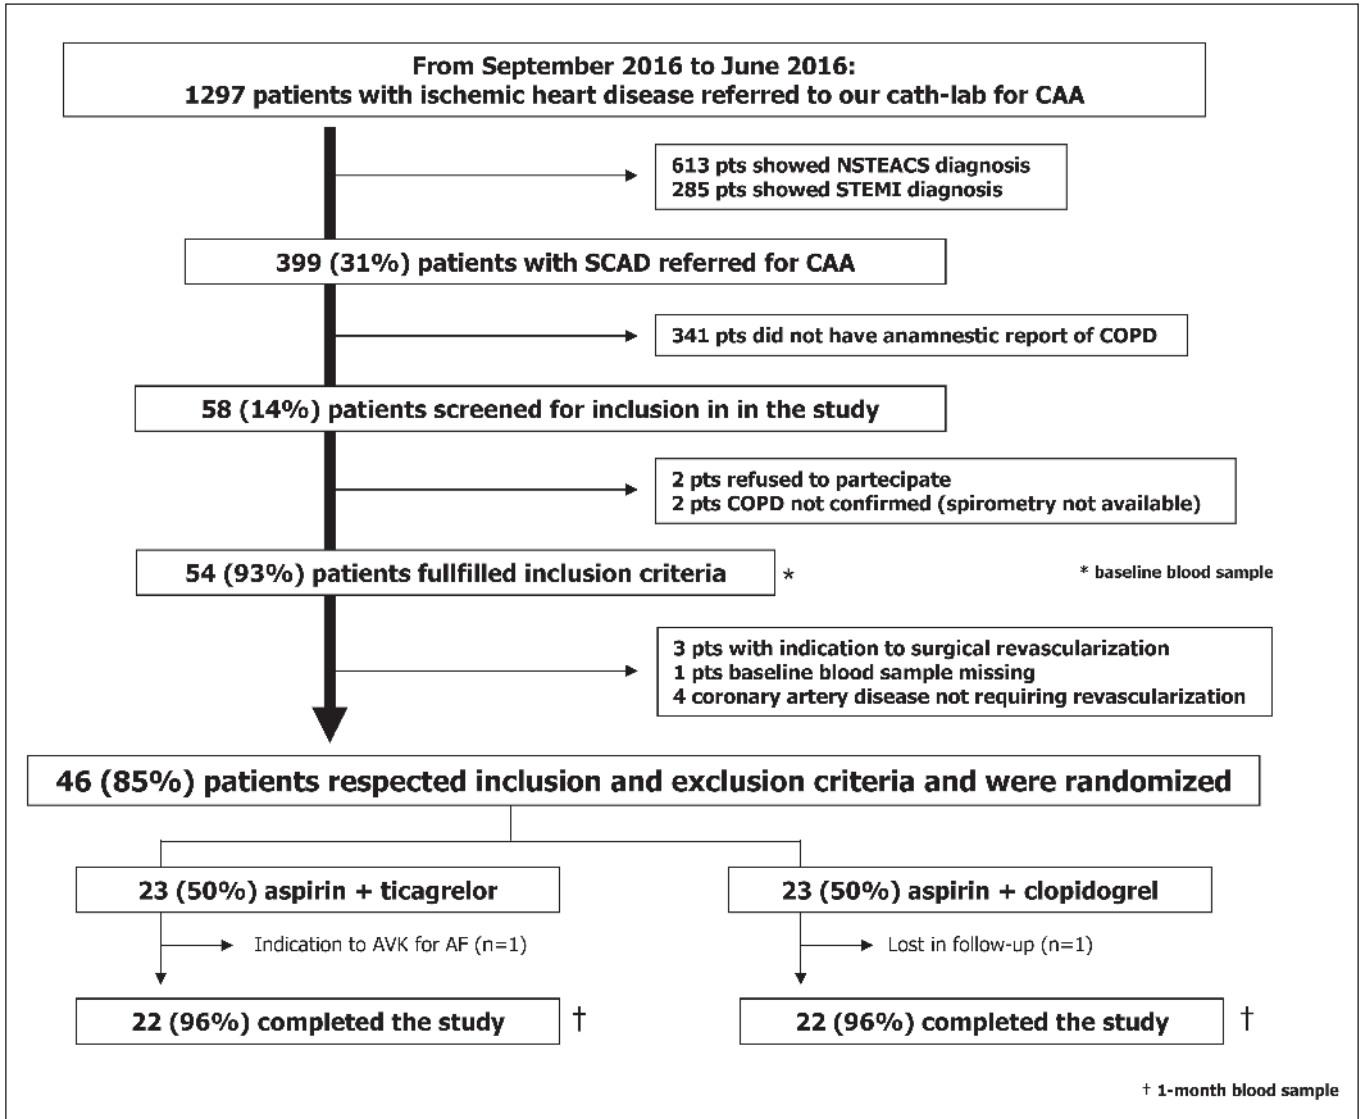 From September 2016 to June 2016:
1297 patients with ischemic heart disease referred to our cath-lab for CAA
613 pts showed NSTEACS diagnosis
285 pts showed STEMI diagnosis
399 (31%) patients with SCAD referred for CAA
341 pts did not have anamnestic report of COPD
58 (14%) patients screened for inclusion in in the study
2 pts refused to partecipate
2 pts COPD not confirmed (spirometry not available)
54 (93%) patients fullfilled inclusion criteria *
* baseline blood sample
3 pts with indication to surgical revascularization
1 pts baseline blood sample missing
4 coronary artery disease not requiring revascularization
46 (85%) patients respected inclusion and exclusion criteria and were randomized
23 (50%) aspirin + ticagrelor
23 (50%) aspirin + clopidogrel
Indication to AVK for AF (n=1)
Lost in follow-up (n=1)
22 (96%) completed the study †
22 (96%) completed the study †
† 1-month blood sample